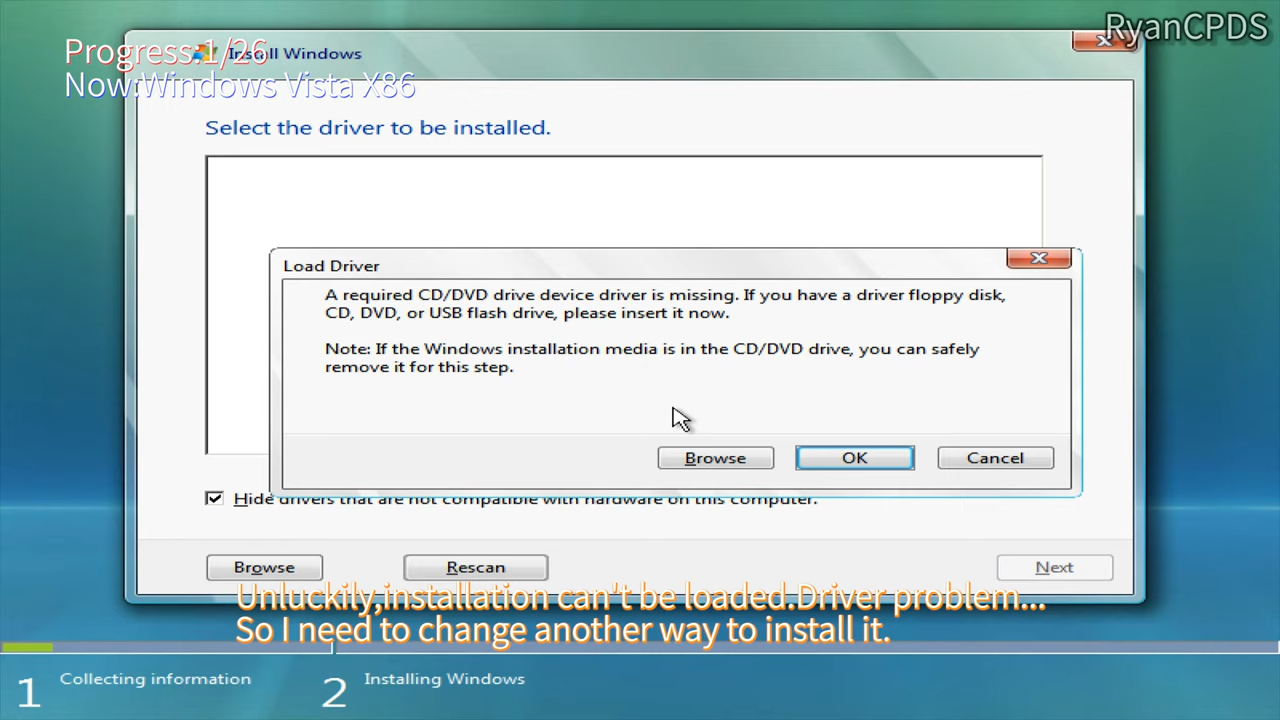 RyanCPDS
Progress:1/26
Install Windows
Now:Windows Vista X86
Select the driver to be installed.
Load Driver
A required CD/DVD drive device driver is missing. If you have a driver floppy disk,
CD, DVD, or USB flash drive, please insert it now.
Note: If the Windows installation media is in the CD/DVD drive, you can safely
remove it for this step.
Browse
OK
Cancel
Hide drivers that are not compatible with hardware on this computer.
Browse
Rescan
Next
Unluckily,installation can't be loaded.Driver problem...
So I need to change another way to install it.
1 Collecting information
2 Installing Windows